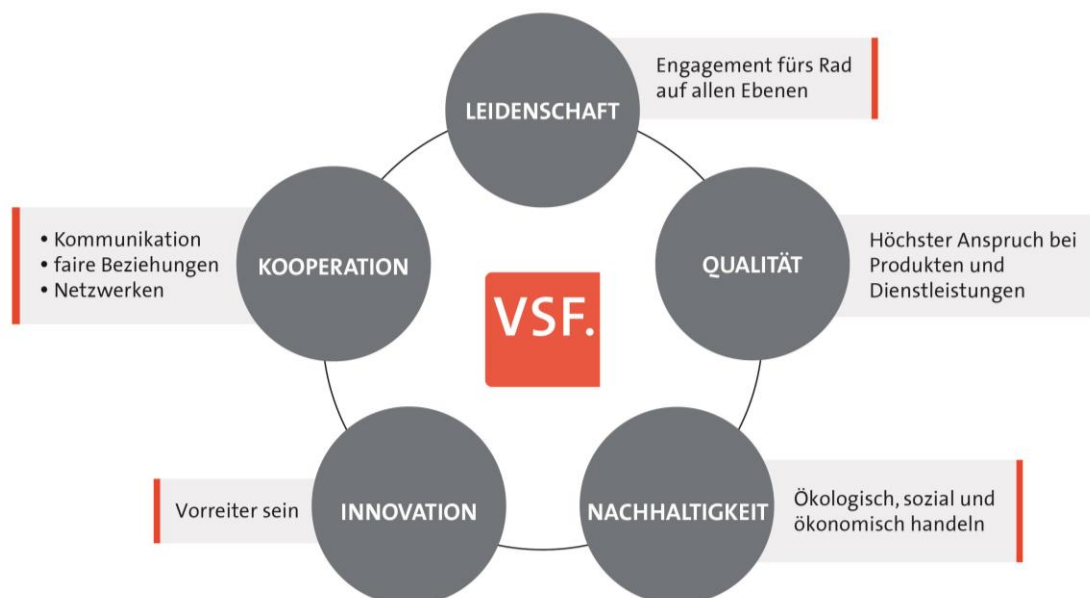 LEIDENSCHAFT
Engagement fürs Rad
auf allen Ebenen
QUALITÄT
Höchster Anspruch bei
Produkten und
Dienstleistungen
NACHHALTIGKEIT
Ökologisch, sozial und
ökonomisch handeln
INNOVATION
Vorreiter sein
KOOPERATION
• Kommunikation
• faire Beziehungen
• Netzwerken
VSF.